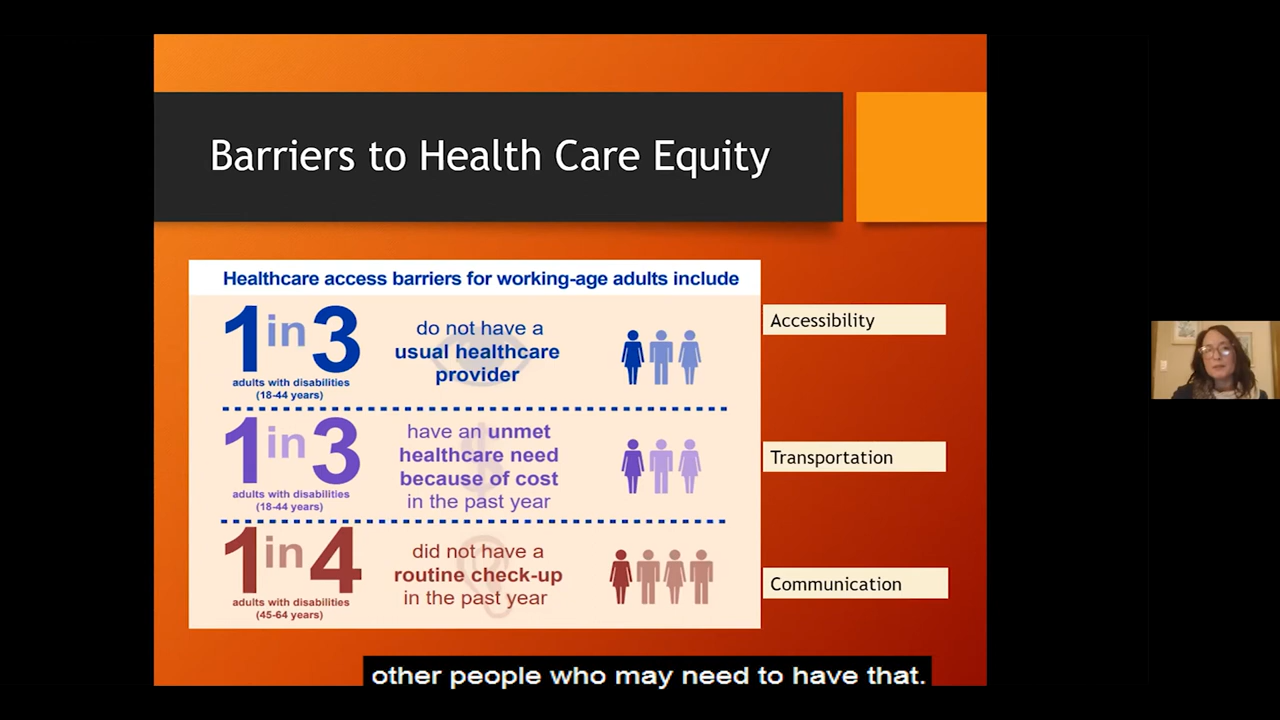 Barriers to Health Care Equity
Healthcare access barriers for working-age adults include
1 in 3
adults with disabilities
(18-44 years)
do not have a
usual healthcare
provider
Accessibility
1 in 3
adults with disabilities
(18-44 years)
have an unmet
healthcare need
because of cost
in the past year
Transportation
1 in 4
adults with disabilities
(45-64 years)
did not have a
routine check-up
in the past year
Communication
other people who may need to have that.